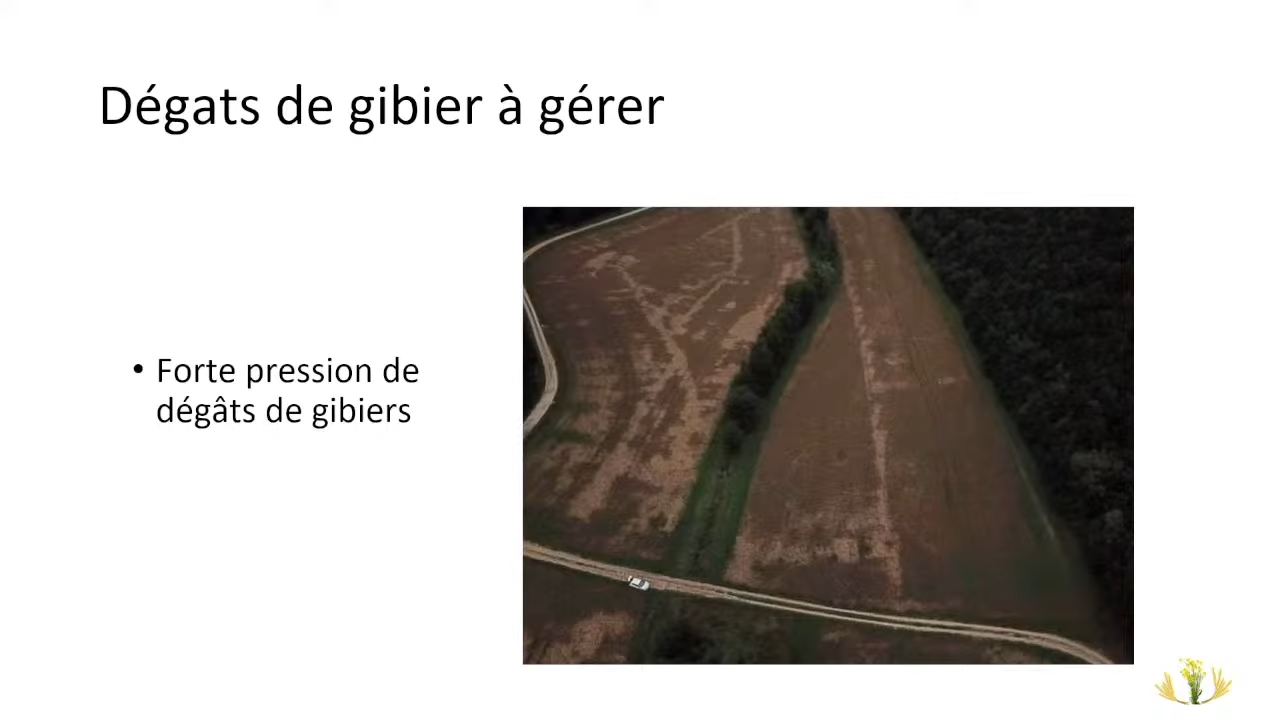 Dégats de gibier à gérer
• Forte pression de
dégâts de gibiers